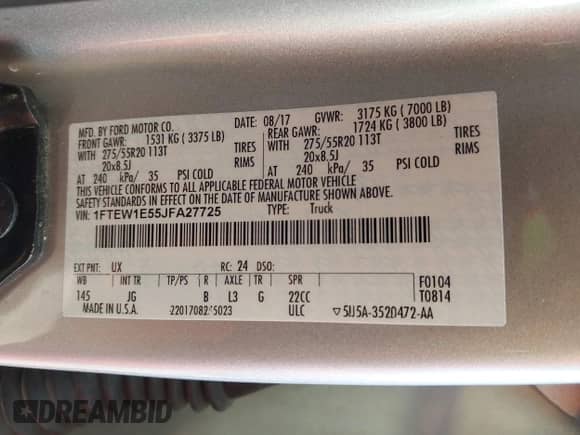 MFD. BY FORD MOTOR CO. 08/17 GVWR: 3175 KG ( 7000 LB)
FRONT GAWR: 1531 KG ( 3375 LB) REAR GAWR: 1724 KG ( 3800 LB)
WITH 275/55R20 113T TIRES WITH 275/55R20 113T TIRES
20x8.5J RIMS 20x8.5J RIMS
AT 240 kPa/ 35 PSI COLD AT 240 kPa/ 35 PSI COLD
THIS VEHICLE CONFORMS TO ALL APPLICABLE FEDERAL MOTOR VEHICLE
SAFETY STANDARDS IN EFFECT ON THE DATE OF MANUFACTURE SHOWN ABOVE.
VIN: 1FTEW1E55JFA27725 TYPE: Truck
EXT PNT: UX RC: 24 DSO:
WB INT TR TP/PS R AXLE TR SPR F0104
145 JG B L3 G 22CC T0814
MADE IN U.S.A. ULC 5U5A-3520472-AA
DREAMBID